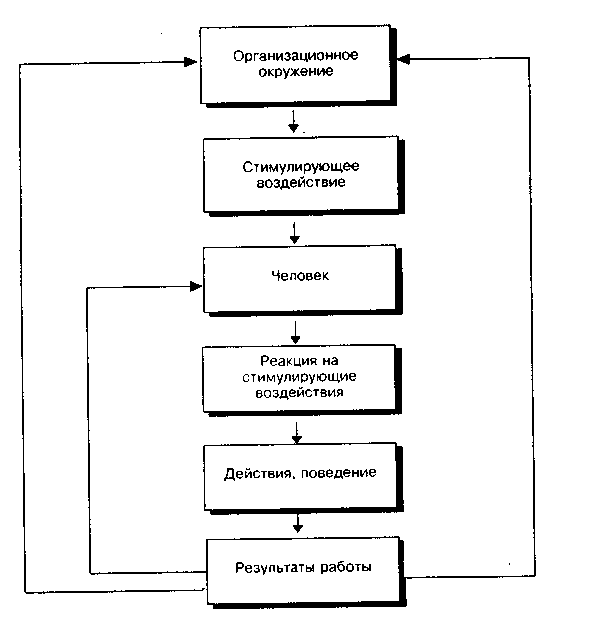 Организационное
окружение
Стимулирующее
воздействие
Человек
Реакция на
стимулирующие
воздействия
Действия, поведение
Результаты работы